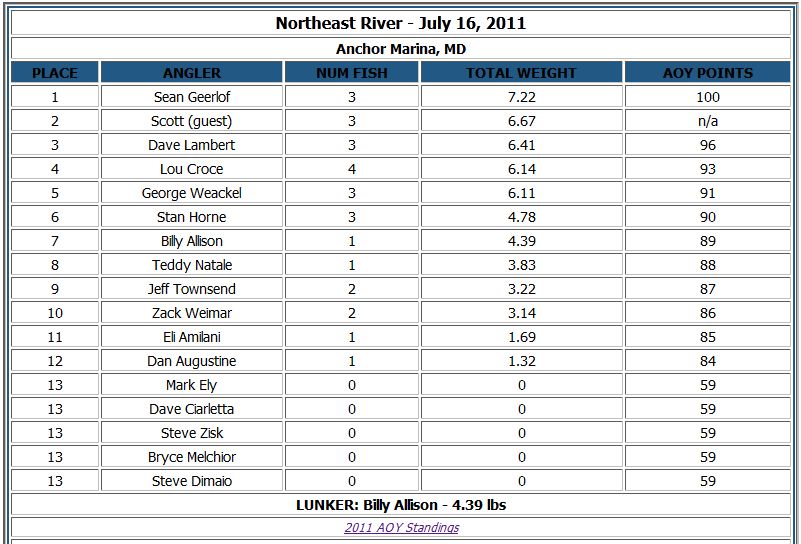 Northeast River - July 16, 2011
Anchor Marina, MD
PLACE ANGLER NUM FISH TOTAL WEIGHT AOY POINTS
1 Sean Geerlof 3 7.22 100
2 Scott (guest) 3 6.67 n/a
3 Dave Lambert 3 6.41 96
4 Lou Croce 4 6.14 93
5 George Weackel 3 6.11 91
6 Stan Horne 3 4.78 90
7 Billy Allison 1 4.39 89
8 Teddy Natale 1 3.83 88
9 Jeff Townsend 2 3.22 87
10 Zack Weimar 2 3.14 86
11 Eli Amilani 1 1.69 85
12 Dan Augustine 1 1.32 84
13 Mark Ely 0 0 59
13 Dave Ciarletta 0 0 59
13 Steve Zisk 0 0 59
13 Bryce Melchior 0 0 59
13 Steve Dimaio 0 0 59
LUNKER: Billy Allison - 4.39 lbs
2011 AOY Standings